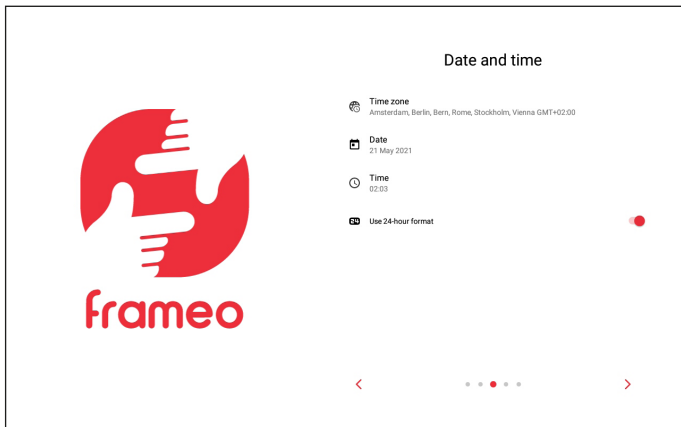 frameo
Date and time
Time zone
Amsterdam, Berlin, Bern, Rome, Stockholm, Vienna GMT+02:00
Date
21 May 2021
Time
02:03
24
Use 24-hour format